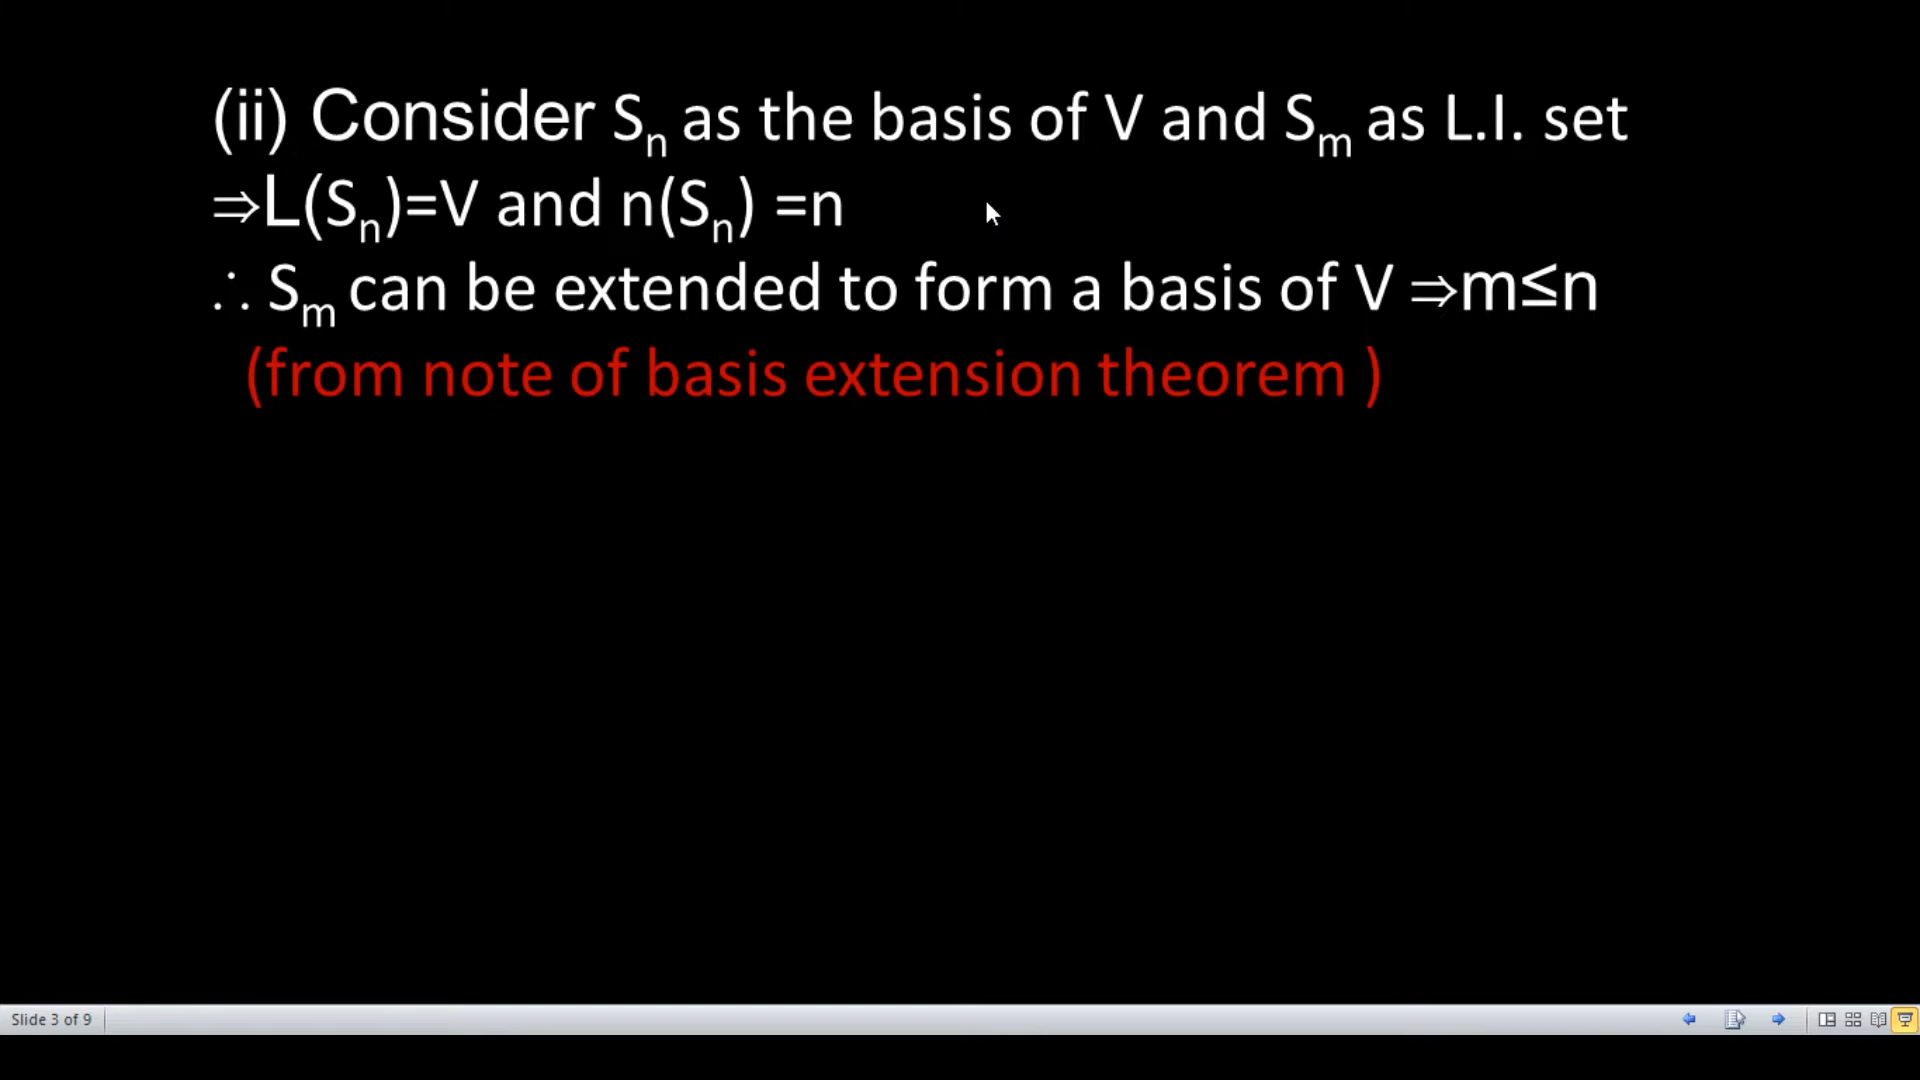 (ii) Consider Sₙ as the basis of V and Sₘ as L.I. set
⇒L(Sₙ)=V and n(Sₙ) =n
∴ Sₘ can be extended to form a basis of V ⇒m≤n
(from note of basis extension theorem )
Slide 3 of 9